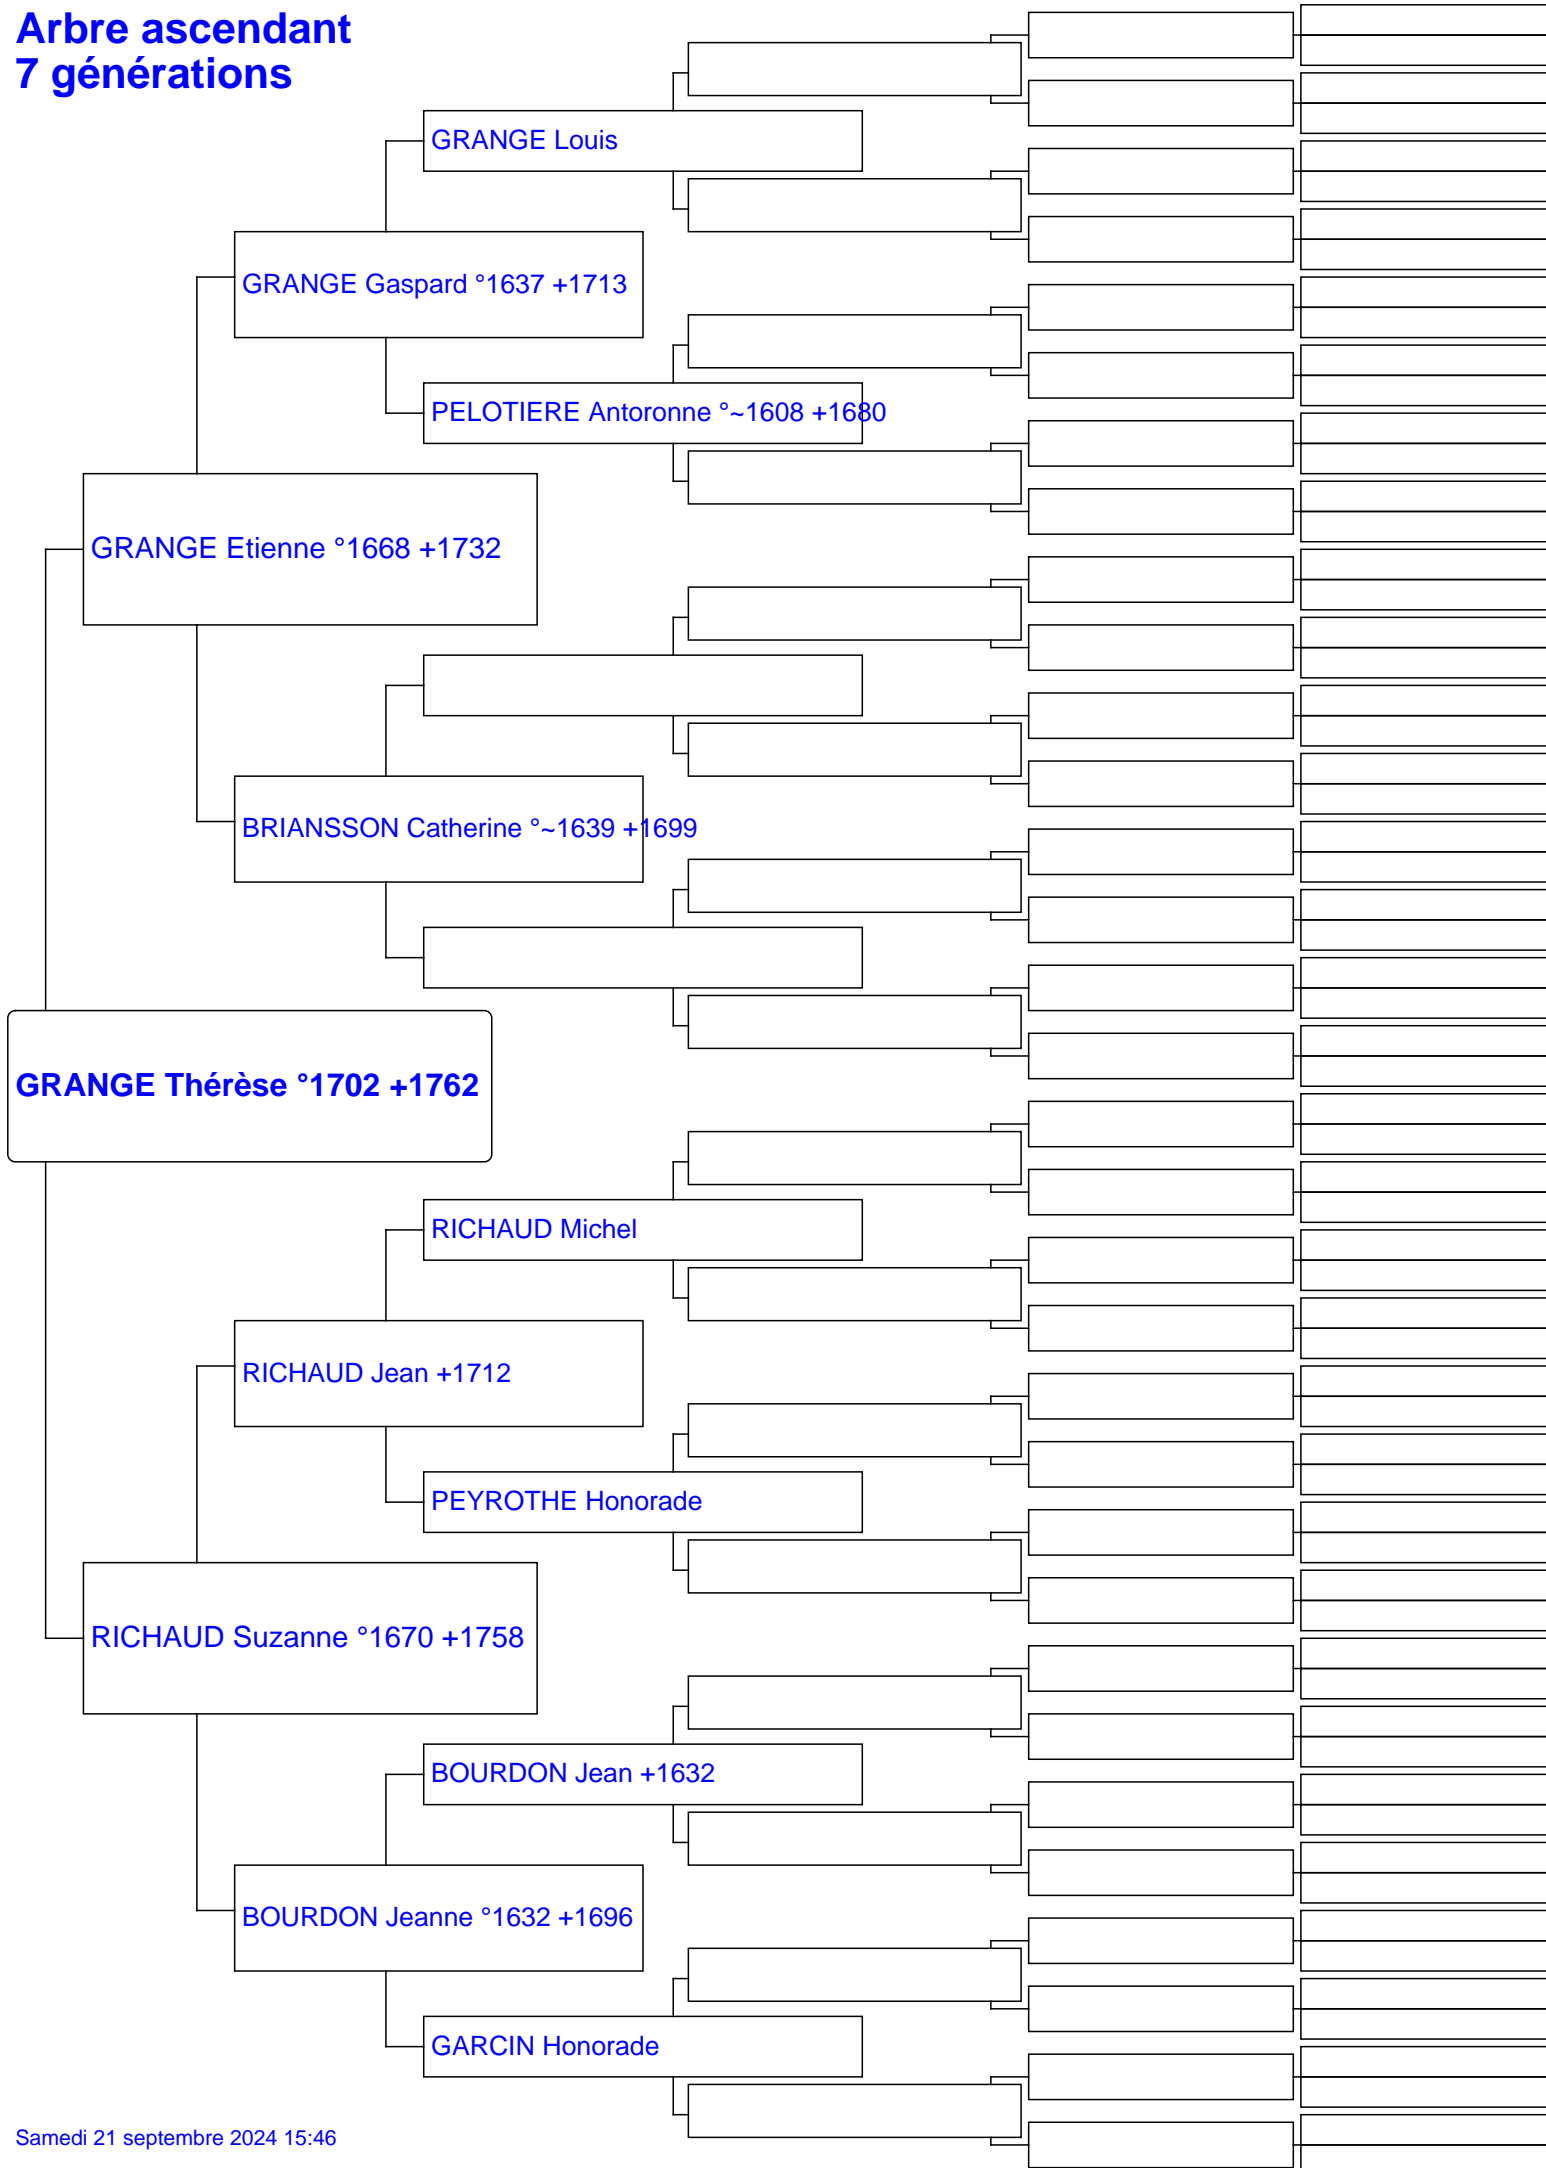 Arbre ascendant
7 générations
GRANGE Louis
GRANGE Gaspard °1637 +1713
PELOTIERE Antoronne °~1608 +1680
GRANGE Etienne °1668 +1732
BRIANSSON Catherine °~1639 +1699
GRANGE Thérèse °1702 +1762
RICHAUD Michel
RICHAUD Jean +1712
PEYROTHE Honorade
RICHAUD Suzanne °1670 +1758
BOURDON Jean +1632
BOURDON Jeanne °1632 +1696
GARCIN Honorade
Samedi 21 septembre 2024 15:46